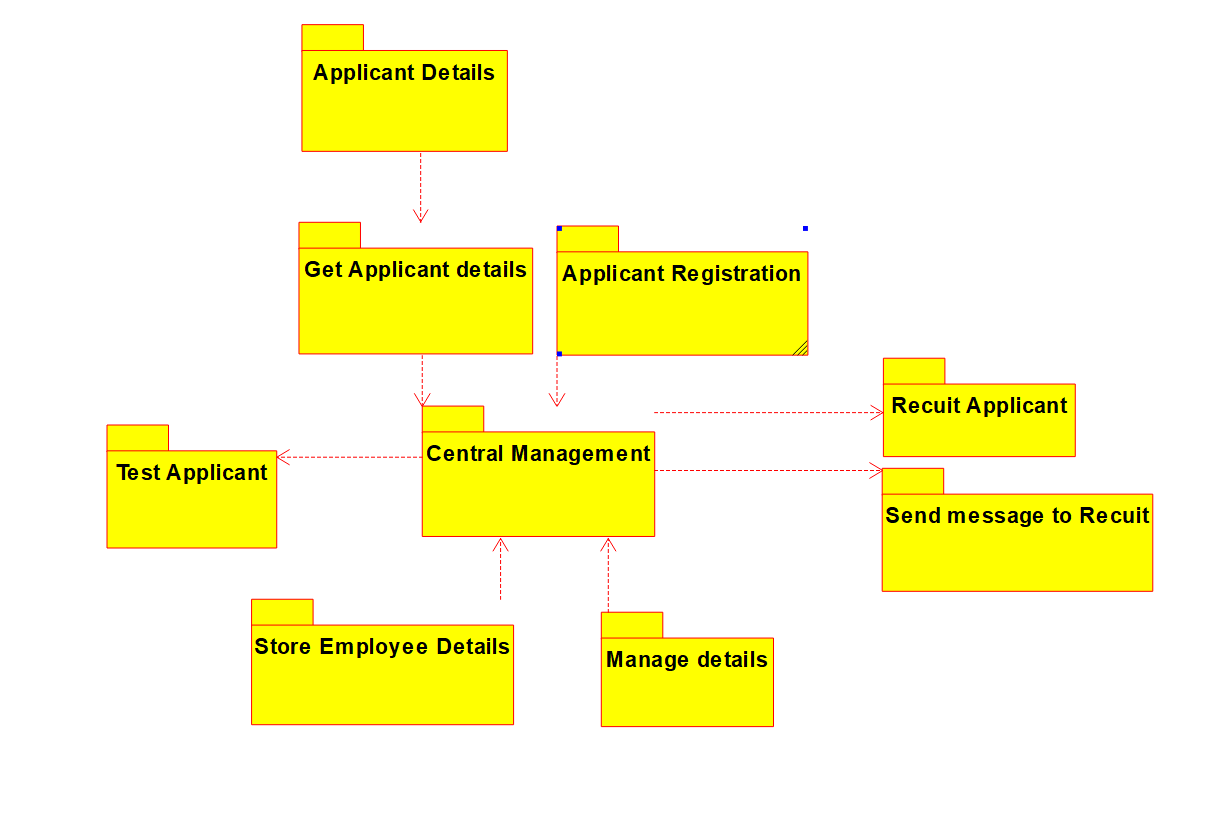 Applicant Details
Get Applicant details
Applicant Registration
Recuit Applicant
Central Management
Test Applicant
Send message to Recuit
Store Employee Details
Manage details